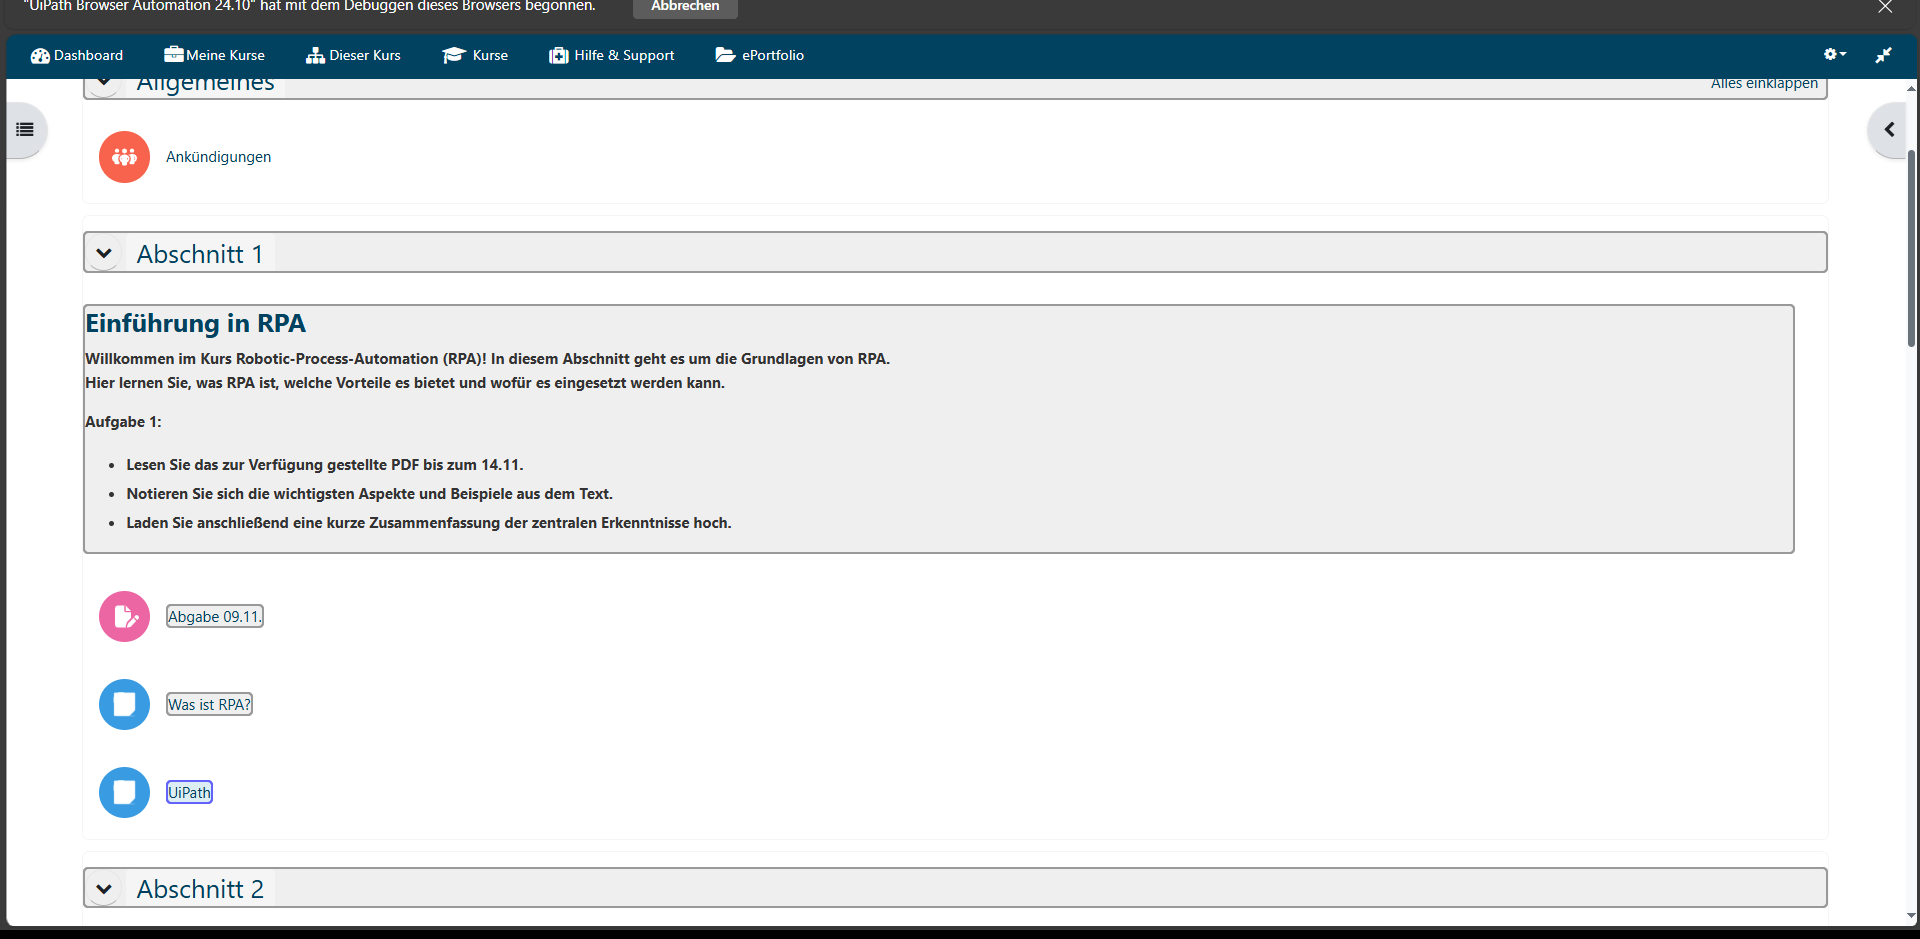 "UiPath Browser Automation 24.10" hat mit dem Debuggen dieses Browsers begonnen. Abbrechen
Dashboard Meine Kurse Dieser Kurs Kurse Hilfe & Support ePortfolio
Allgemeines Alles einklappen
Ankündigungen
Abschnitt 1
Einführung in RPA
Willkommen im Kurs Robotic-Process-Automation (RPA)! In diesem Abschnitt geht es um die Grundlagen von RPA.
Hier lernen Sie, was RPA ist, welche Vorteile es bietet und wofür es eingesetzt werden kann.
Aufgabe 1:
• Lesen Sie das zur Verfügung gestellte PDF bis zum 14.11.
• Notieren Sie sich die wichtigsten Aspekte und Beispiele aus dem Text.
• Laden Sie anschließend eine kurze Zusammenfassung der zentralen Erkenntnisse hoch.
Abgabe 09.11.
Was ist RPA?
UiPath
Abschnitt 2